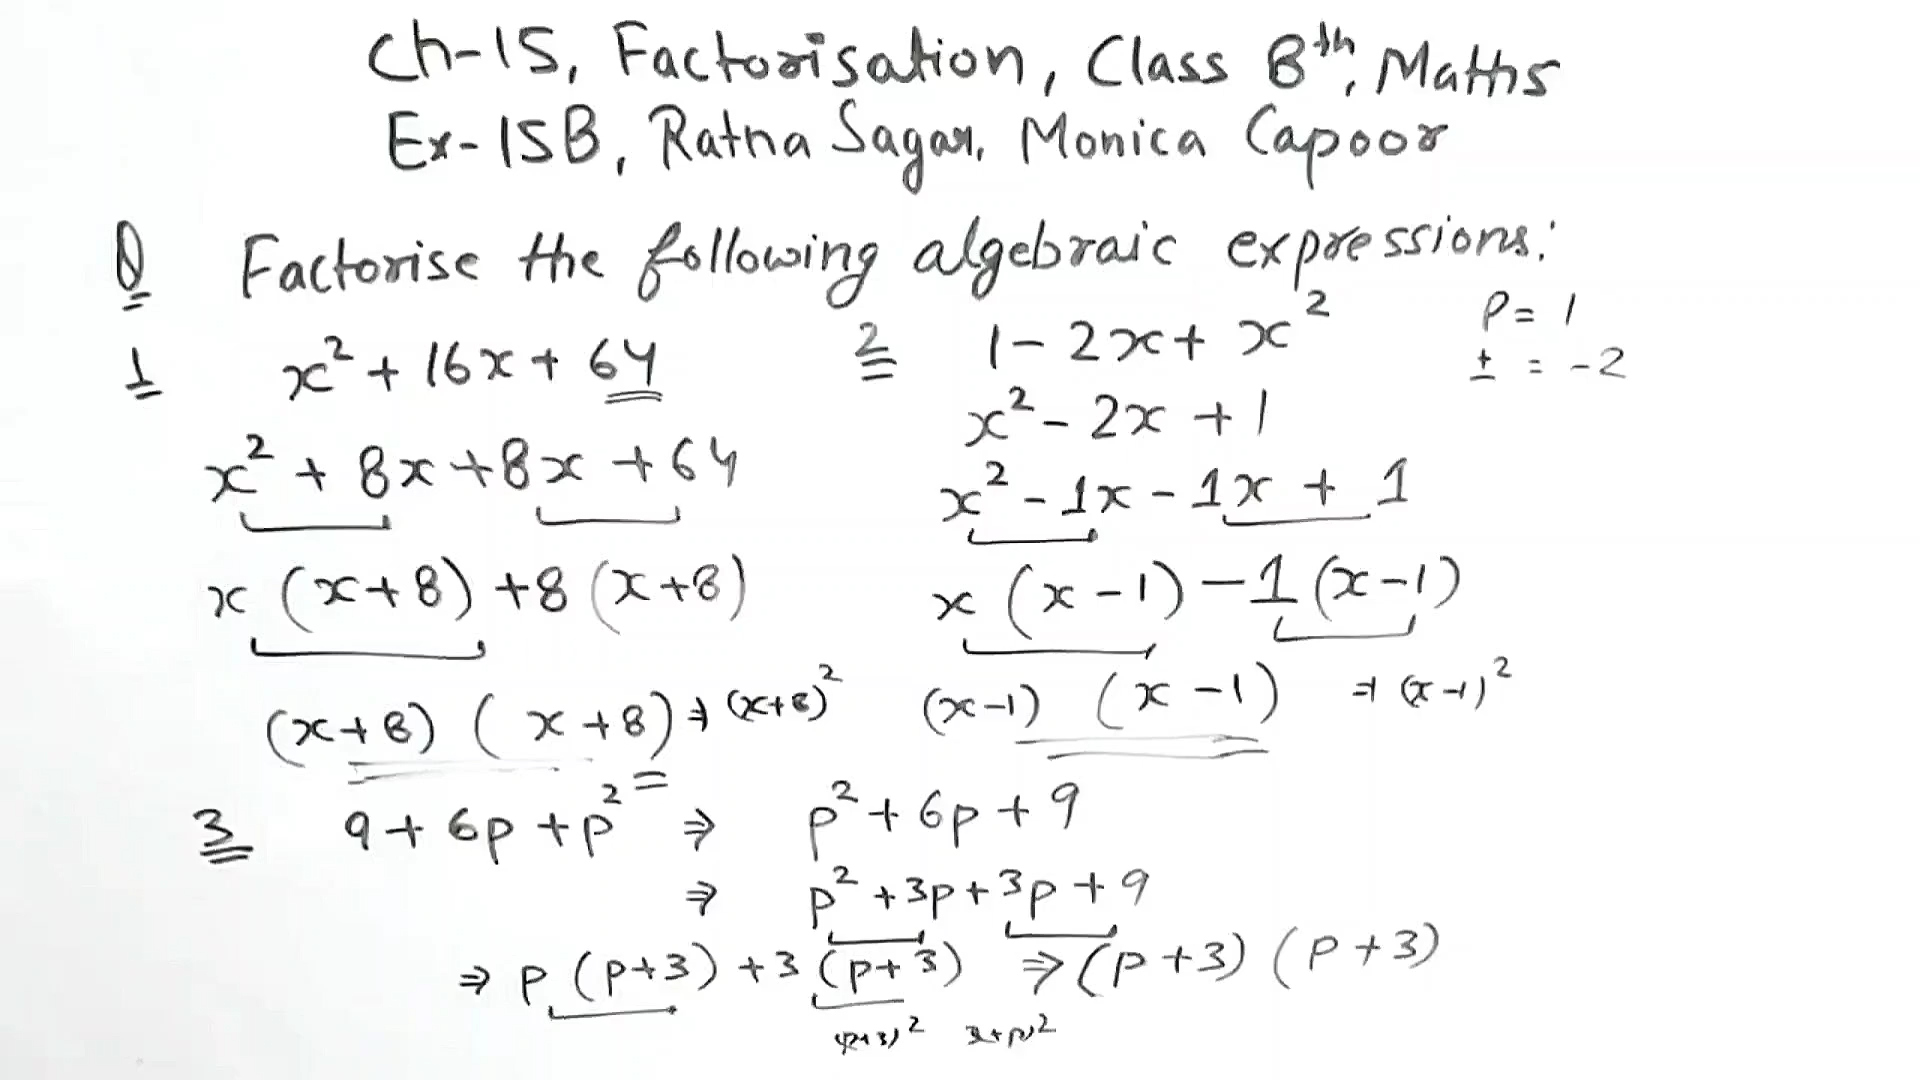 Ch-15, Factorisation, Class 8th, Maths
Ex-15B, Ratna Sagar, Monica Capoor
Q Factorise the following algebraic expressions:
1 x² + 16x + 64
x² + 8x + 8x + 64
x (x+8) + 8 (x+8)
(x+8) (x+8) ⇒ (x+8)²
2 1 - 2x + x²
P = 1
± = -2
x² - 2x + 1
x² - 1x - 1x + 1
x (x - 1) - 1 (x-1)
(x-1) (x - 1) ⇒ (x-1)²
3 9 + 6p + p² ⇒ p² + 6p + 9
⇒ p² + 3p + 3p + 9
⇒ p (p+3) + 3 (p+3) ⇒ (p+3) (p+3)
(p+3)²